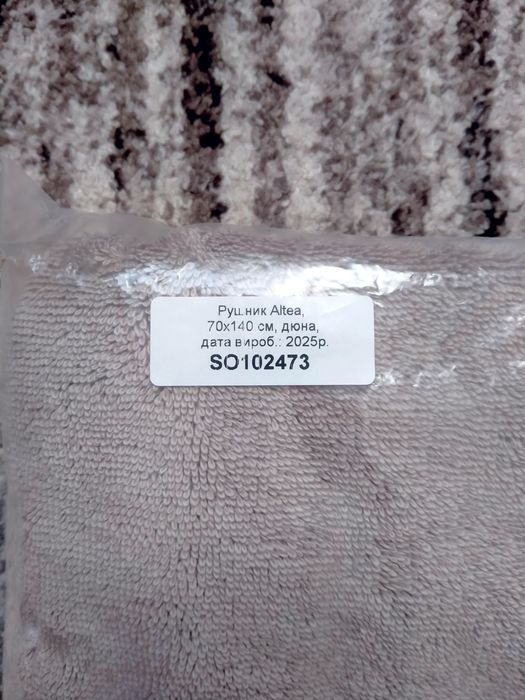 Рушник Altea,
70x140 см, дюна,
дата вироб.: 2025р.
SO102473